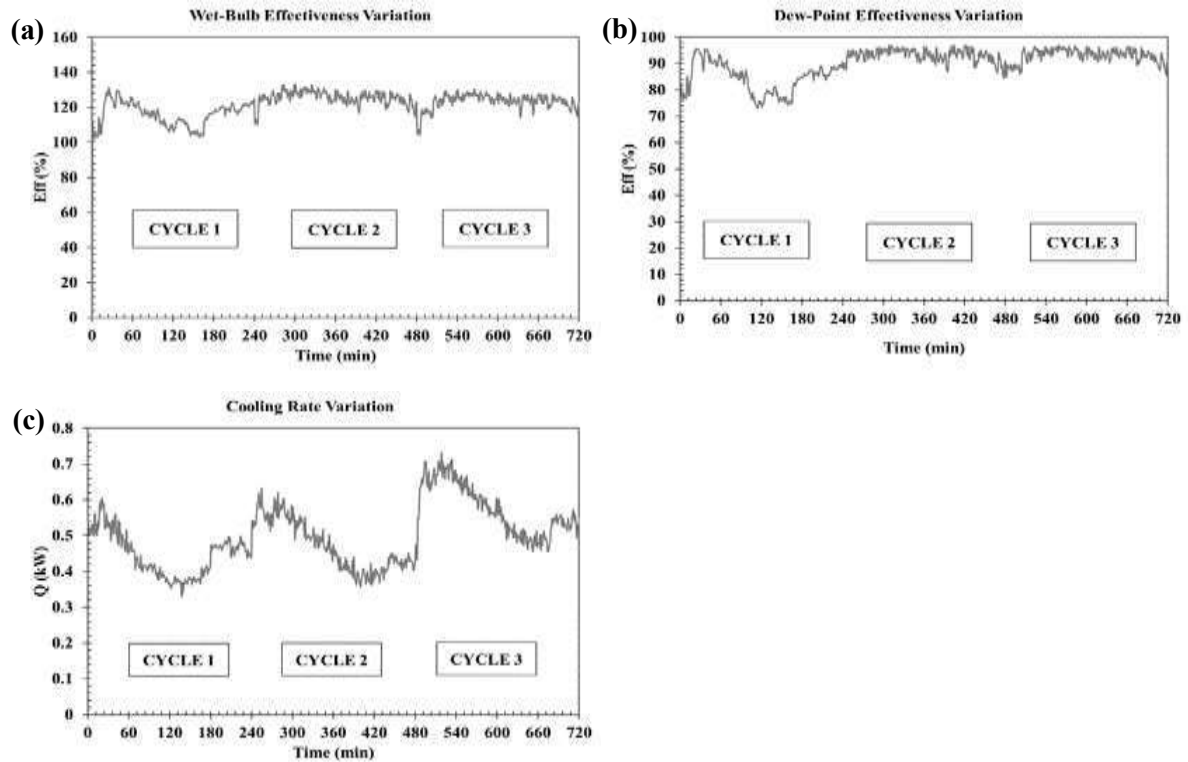 (a)
Wet-Bulb Effectiveness Variation
160
140
120
100
80
60
40
20
0
Eff (%)
CYCLE 1 CYCLE 2 CYCLE 3
0 60 120 180 240 300 360 420 480 540 600 660 720
Time (min)
(b)
Dew-Point Effectiveness Variation
100
90
80
70
60
50
40
30
20
10
0
Eff (%)
CYCLE 1 CYCLE 2 CYCLE 3
0 60 120 180 240 300 360 420 480 540 600 660 720
Time (min)
(c)
Cooling Rate Variation
0.8
0.7
0.6
0.5
0.4
0.3
0.2
0.1
0
Q (kW)
CYCLE 1 CYCLE 2 CYCLE 3
0 60 120 180 240 300 360 420 480 540 600 660 720
Time (min)